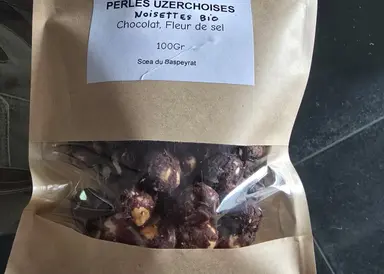 PERLES UZERCHOISES
NOISETTES BIO
Chocolat, Fleur de sel
100Gr
Scea du Baspeyrat